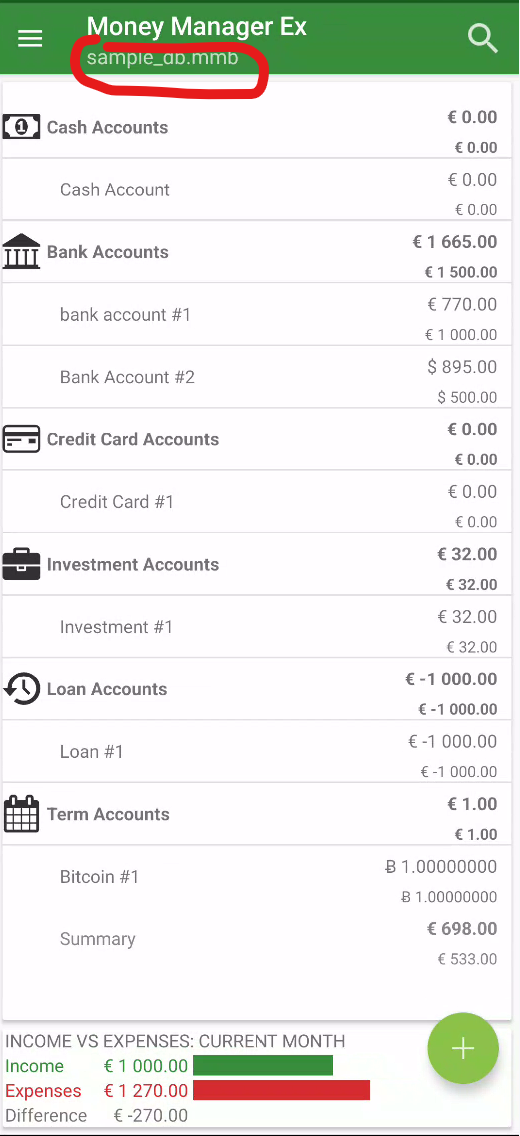 Money Manager Ex
sample_db.mmb
Cash Accounts € 0.00
€ 0.00
Cash Account € 0.00
€ 0.00
Bank Accounts € 1 665.00
€ 1 500.00
bank account #1 € 770.00
€ 1 000.00
Bank Account #2 $ 895.00
$ 500.00
Credit Card Accounts € 0.00
€ 0.00
Credit Card #1 € 0.00
€ 0.00
Investment Accounts € 32.00
€ 32.00
Investment #1 € 32.00
€ 32.00
Loan Accounts € -1 000.00
€ -1 000.00
Loan #1 € -1 000.00
€ -1 000.00
Term Accounts € 1.00
€ 1.00
Bitcoin #1 Ƀ 1.00000000
Ƀ 1.00000000
Summary € 698.00
€ 533.00
INCOME VS EXPENSES: CURRENT MONTH
Income € 1 000.00
Expenses € 1 270.00
Difference € -270.00